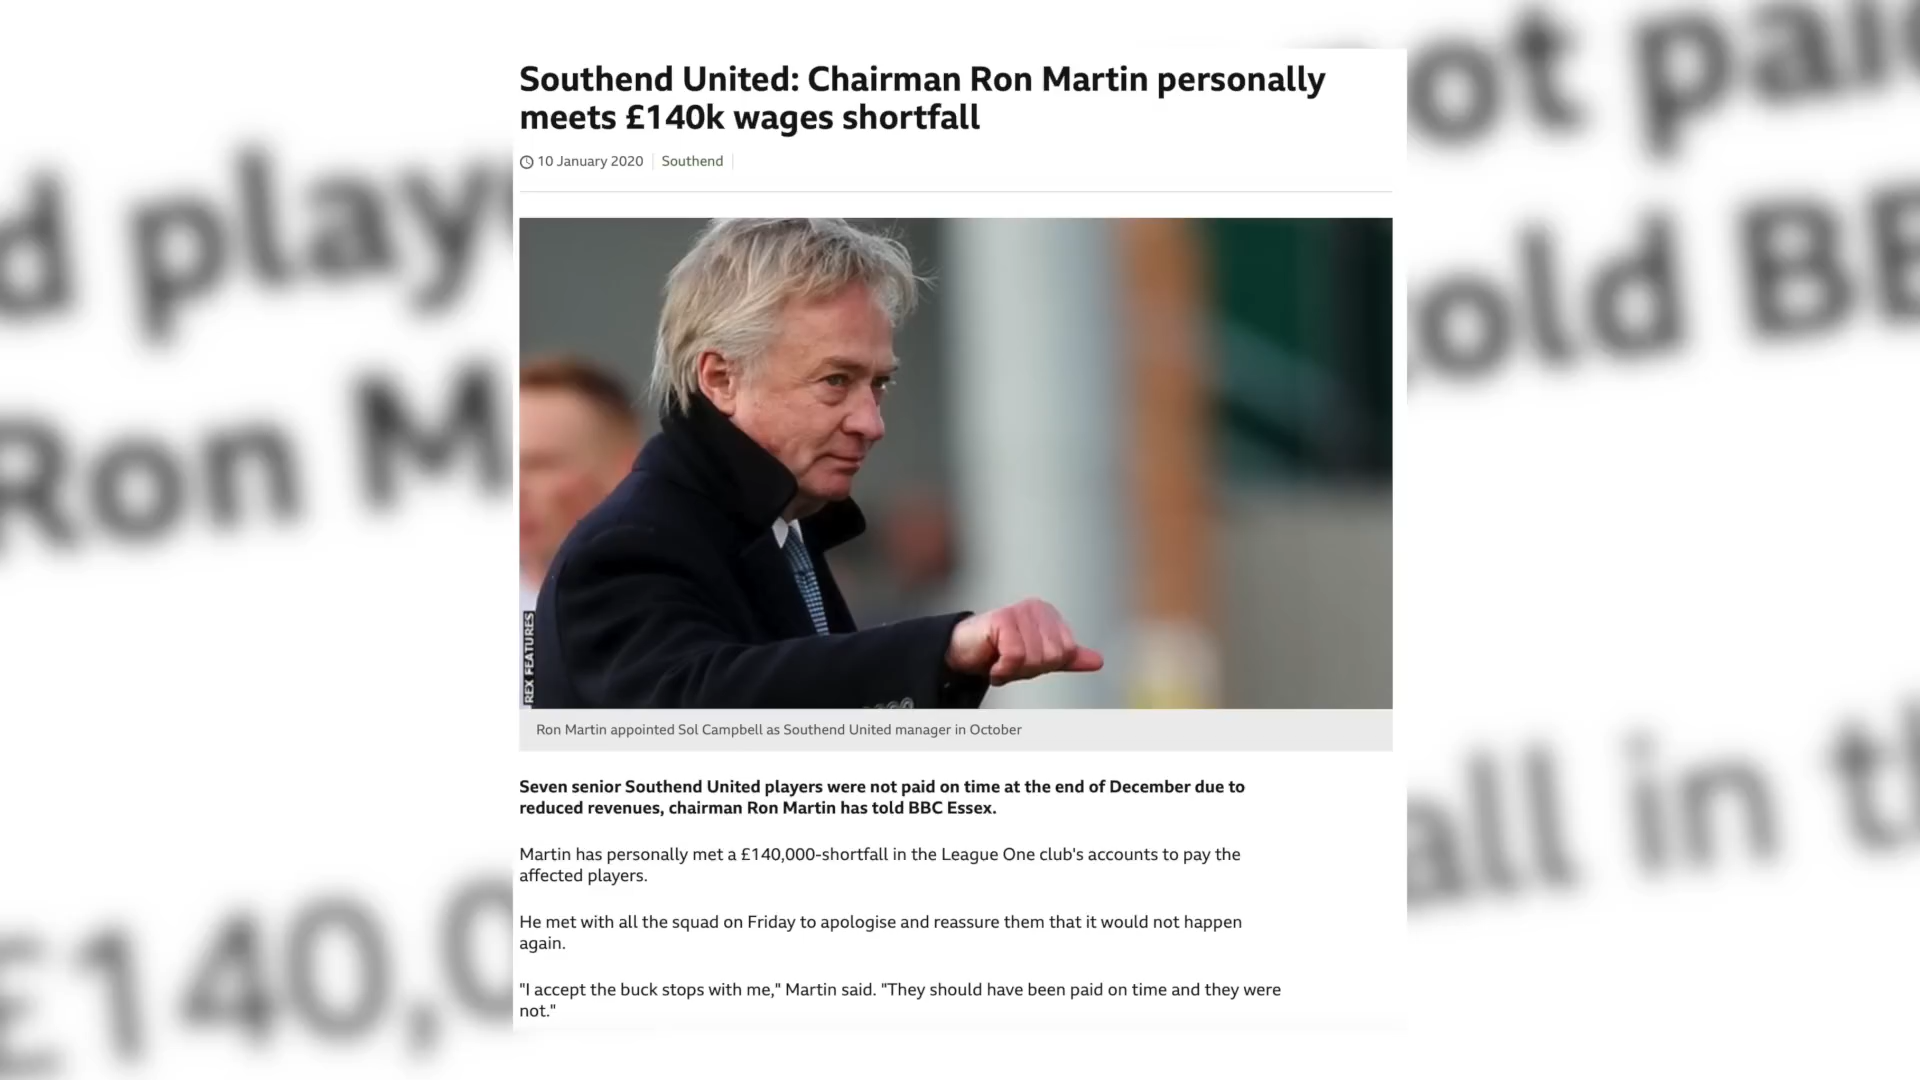 Southend United: Chairman Ron Martin personally
meets £140k wages shortfall
10 January 2020
Southend
REX FEATURES
Ron Martin appointed Sol Campbell as Southend United manager in October
Seven senior Southend United players were not paid on time at the end of December due to
reduced revenues, chairman Ron Martin has told BBC Essex.
Martin has personally met a £140,000-shortfall in the League One club's accounts to pay the
affected players.
He met with all the squad on Friday to apologise and reassure them that it would not happen
again.
"I accept the buck stops with me," Martin said. "They should have been paid on time and they were
not."